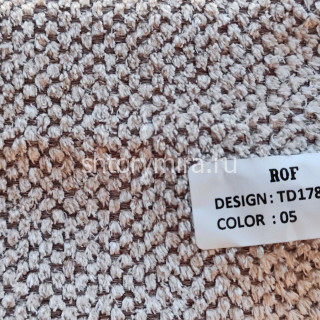 shtorymira.ru
ROF
DESIGN: TD178
COLOR : 05